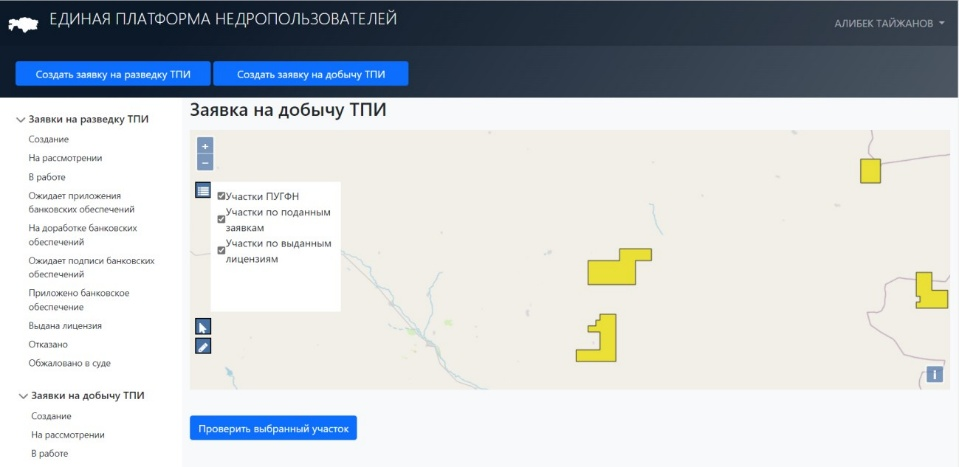 ЕДИНАЯ ПЛАТФОРМА НЕДРОПОЛЬЗОВАТЕЛЕЙ
АЛИБЕК ТАЙЖАНОВ
Создать заявку на разведку ТПИ
Создать заявку на добычу ТПИ
Заявки на разведку ТПИ
Создание
На рассмотрении
В работе
Ожидает приложения
банковских обеспечений
На доработке банковских
обеспечений
Ожидает подписи банковских
обеспечений
Приложено банковское
обеспечение
Выдана лицензия
Отказано
Обжаловано в суде
Заявки на добычу ТПИ
Создание
На рассмотрении
В работе
Заявка на добычу ТПИ
+
−
Участки ПУГФН
Участки по поданным
заявкам
Участки по выданным
лицензиям
i
Проверить выбранный участок